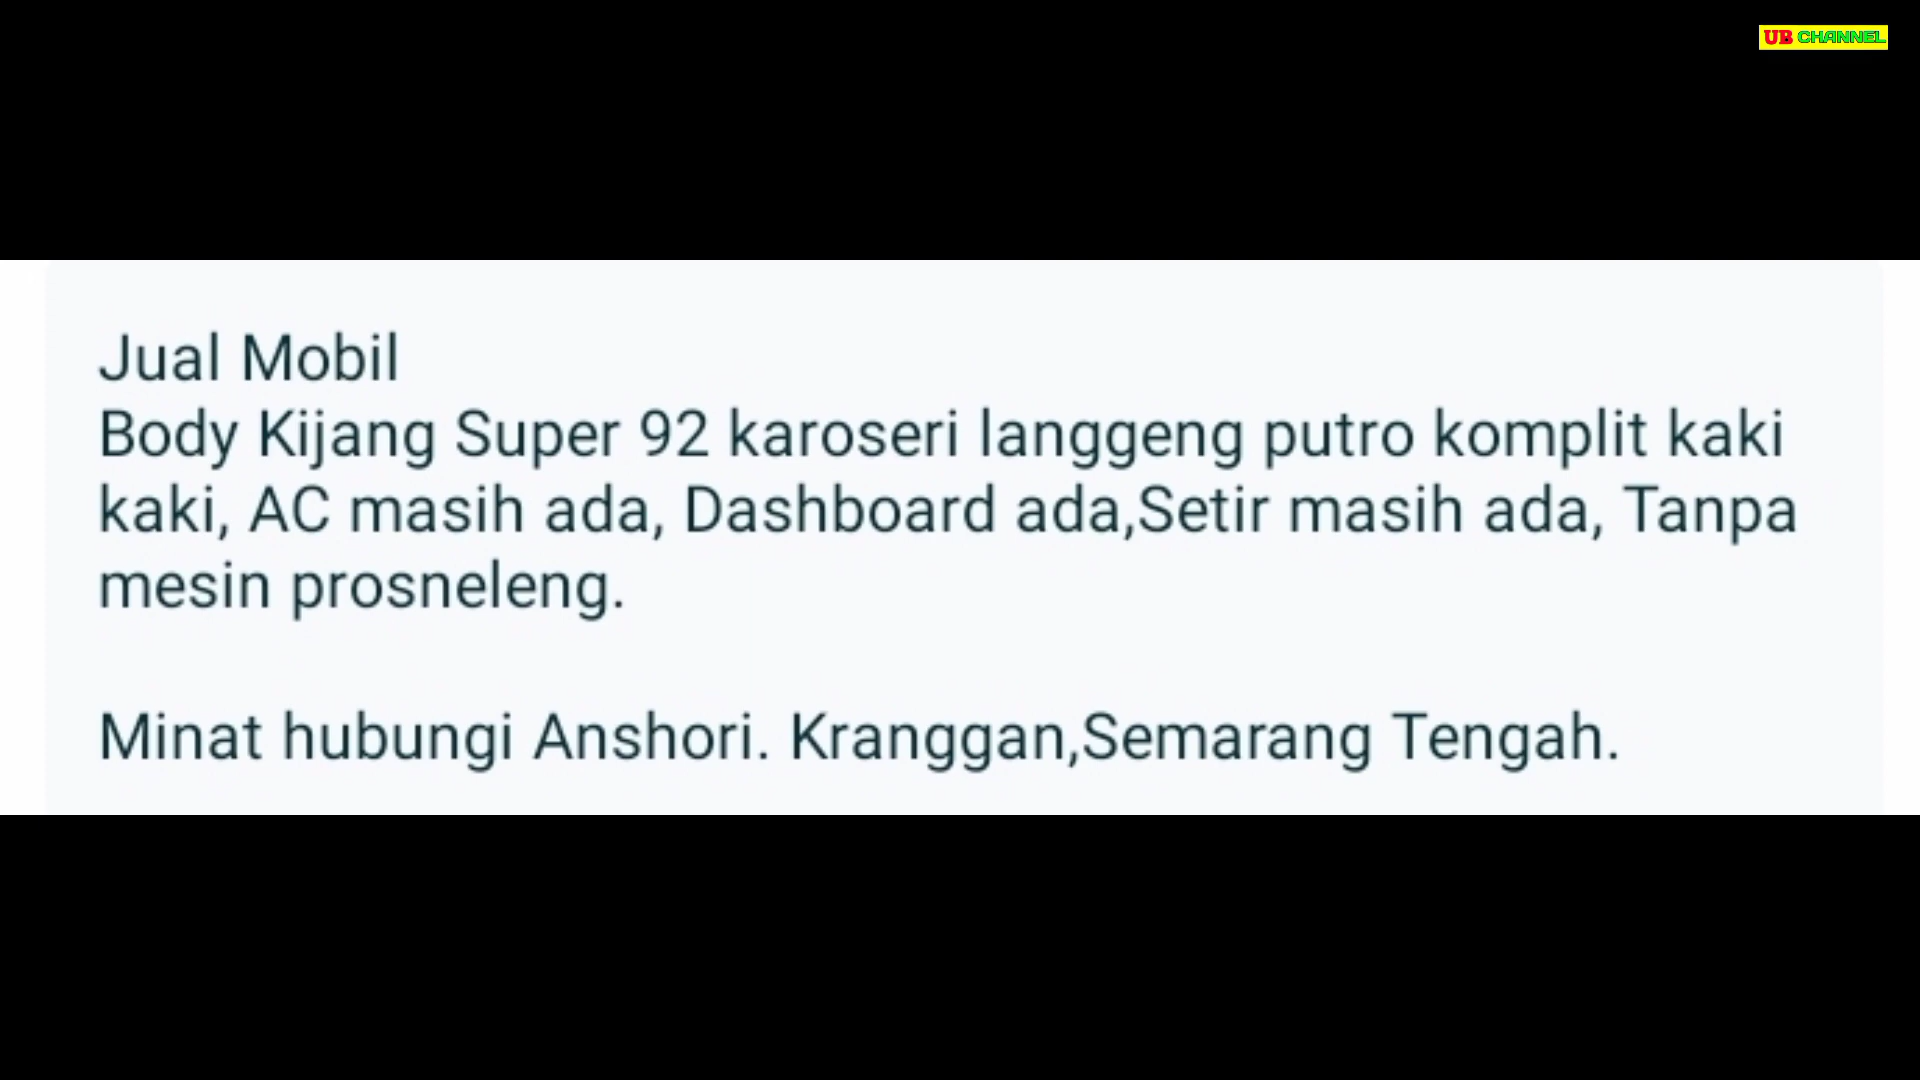 UB CHANNEL
Jual Mobil
Body Kijang Super 92 karoseri langgeng putro komplit kaki
kaki, AC masih ada, Dashboard ada,Setir masih ada, Tanpa
mesin prosneleng.
Minat hubungi Anshori. Kranggan,Semarang Tengah.